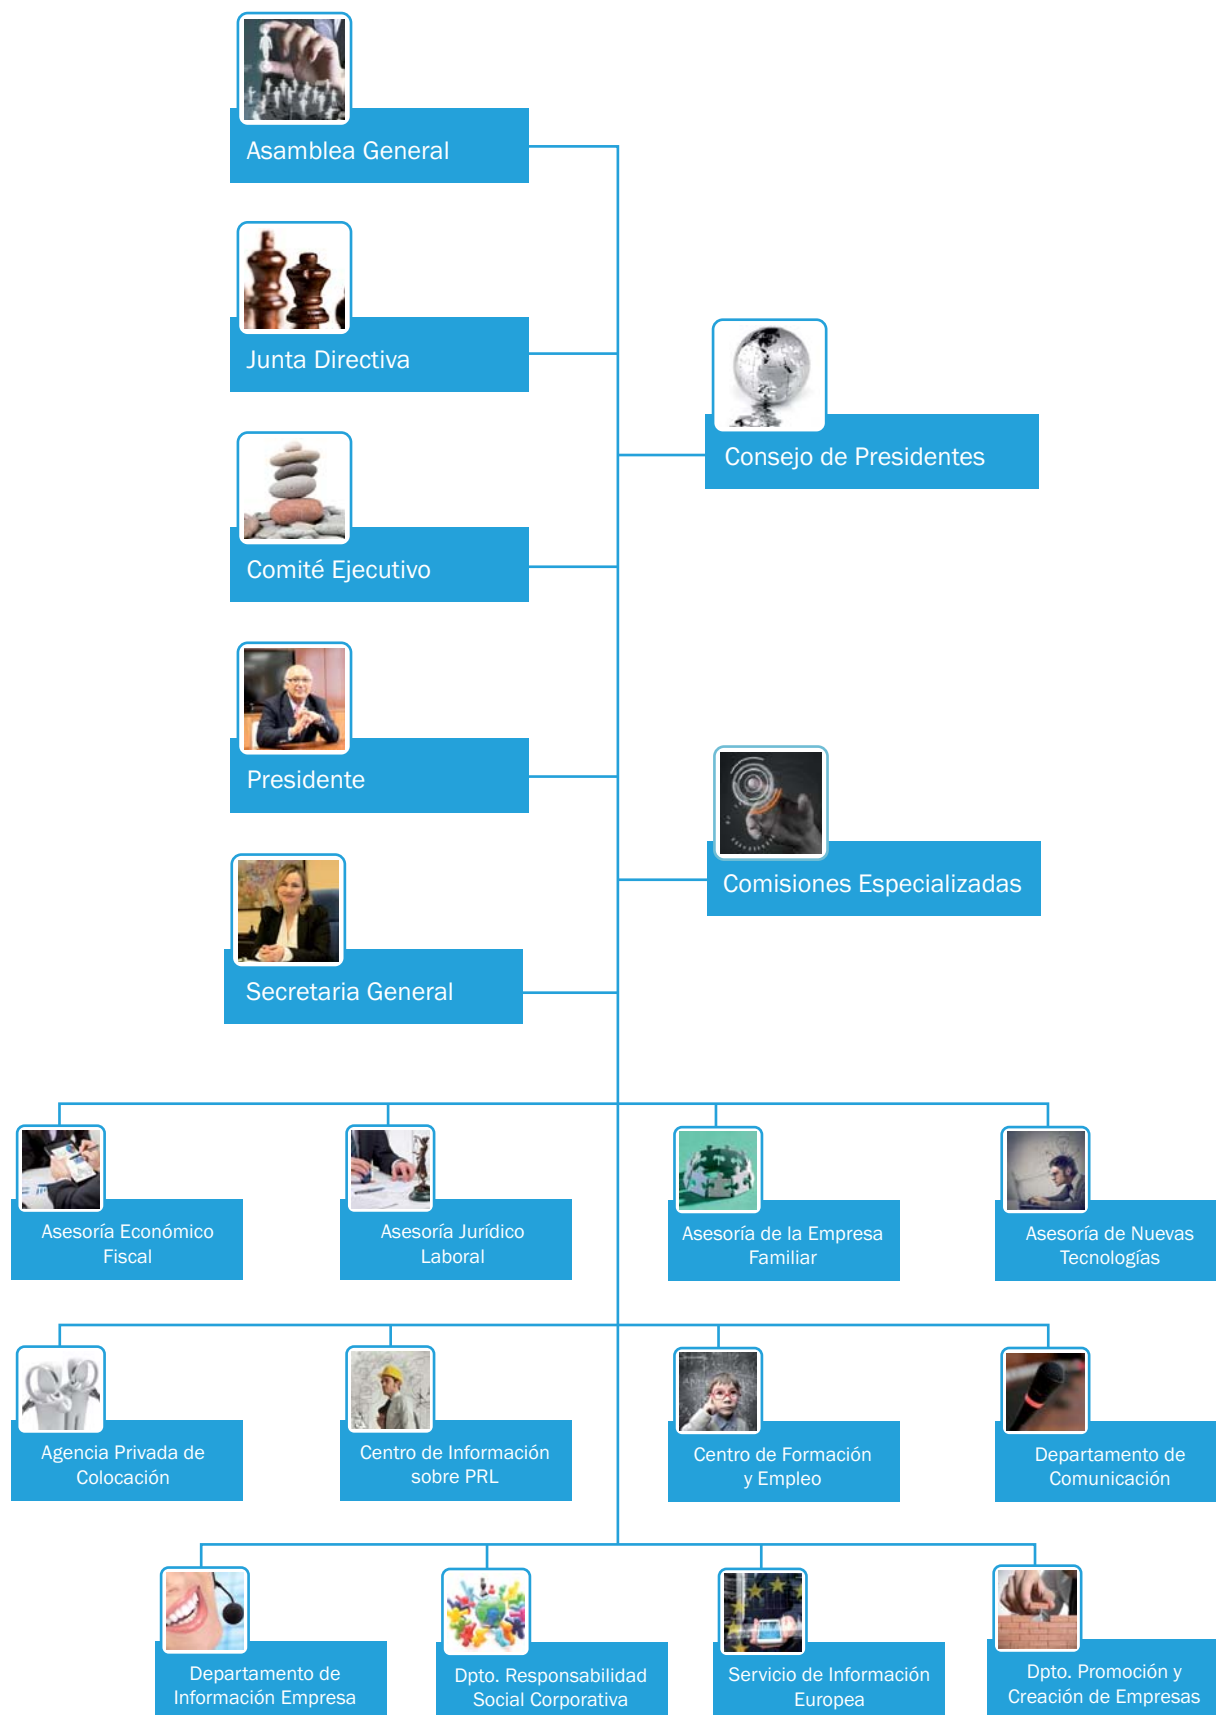 Asamblea General
Junta Directiva
Consejo de Presidentes
Comité Ejecutivo
Presidente
Comisiones Especializadas
Secretaria General
Asesoría Económico
Fiscal
Asesoría Jurídico
Laboral
Asesoría de la Empresa
Familiar
Asesoría de Nuevas
Tecnologías
Agencia Privada de
Colocación
Centro de Información
sobre PRL
Centro de Formación
y Empleo
Departamento de
Comunicación
Departamento de
Información Empresa
Dpto. Responsabilidad
Social Corporativa
Servicio de Información
Europea
Dpto. Promoción y
Creación de Empresas